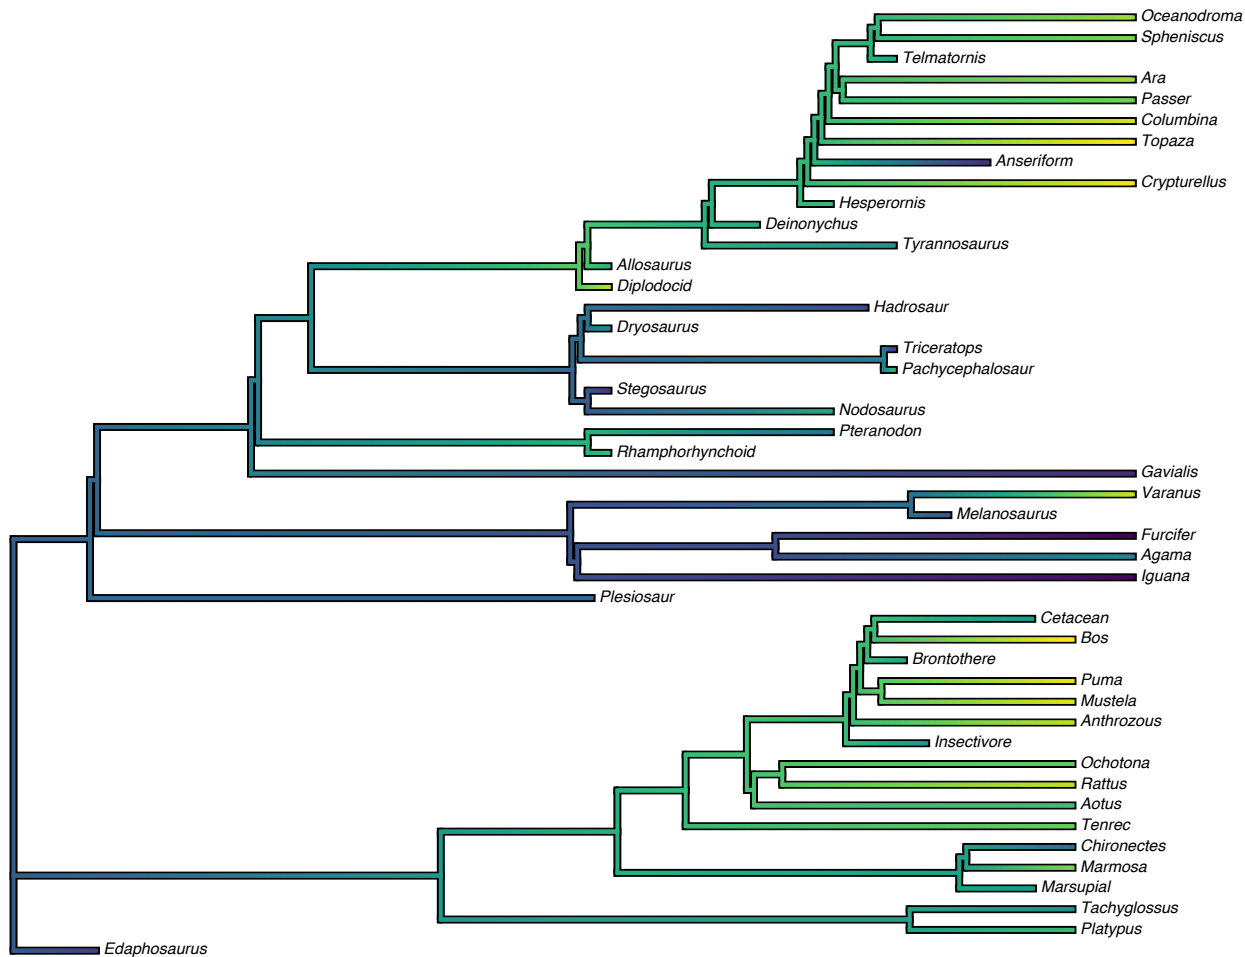 Oceanodroma
Spheniscus
Telmatornis
Ara
Passer
Columbina
Topaza
Anseriform
Crypturellus
Hesperornis
Deinonychus
Tyrannosaurus
Allosaurus
Diplodocid
Hadrosaur
Dryosaurus
Triceratops
Pachycephalosaur
Stegosaurus
Nodosaurus
Pteranodon
Rhamphorhynchoid
Gavialis
Varanus
Melanosaurus
Furcifer
Agama
Iguana
Plesiosaur
Cetacean
Bos
Brontothere
Puma
Mustela
Anthrozous
Insectivore
Ochotona
Rattus
Aotus
Tenrec
Chironectes
Marmosa
Marsupial
Tachyglossus
Platypus
Edaphosaurus